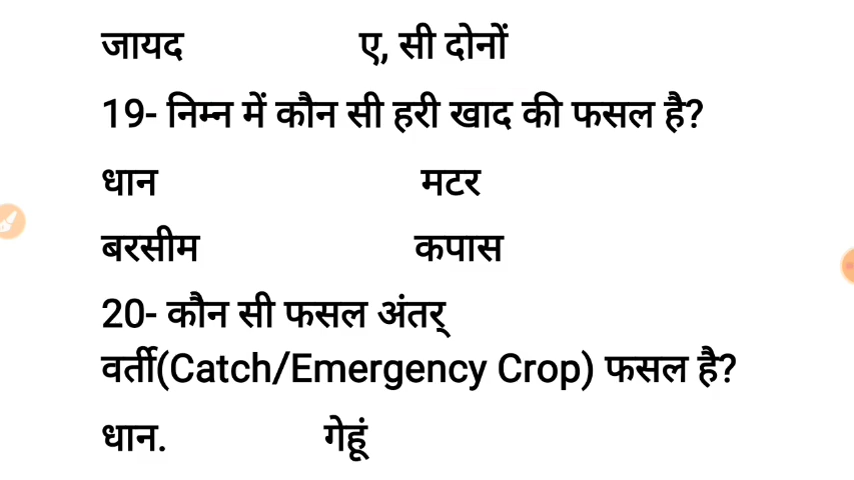 जायद ए, सी दोनों
19- निम्न में कौन सी हरी खाद की फसल है?
धान मटर
बरसीम कपास
20- कौन सी फसल अंतर्
वर्ती(Catch/Emergency Crop) फसल है?
धान. गेहूं